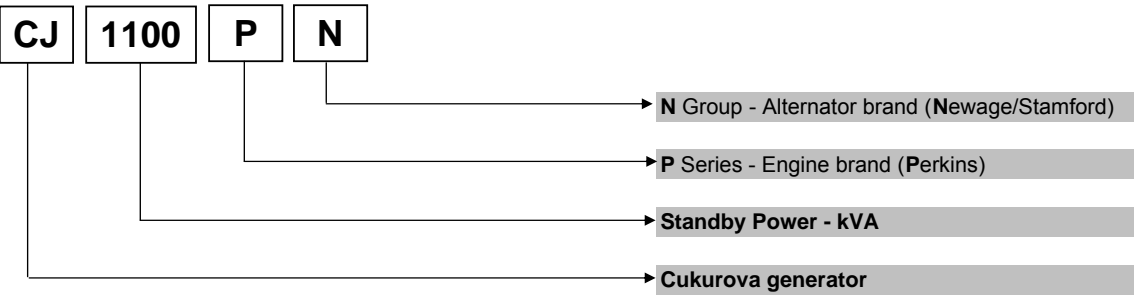 CJ 1100 P N
N Group - Alternator brand (Newage/Stamford)
P Series - Engine brand (Perkins)
Standby Power - kVA
Cukurova generator